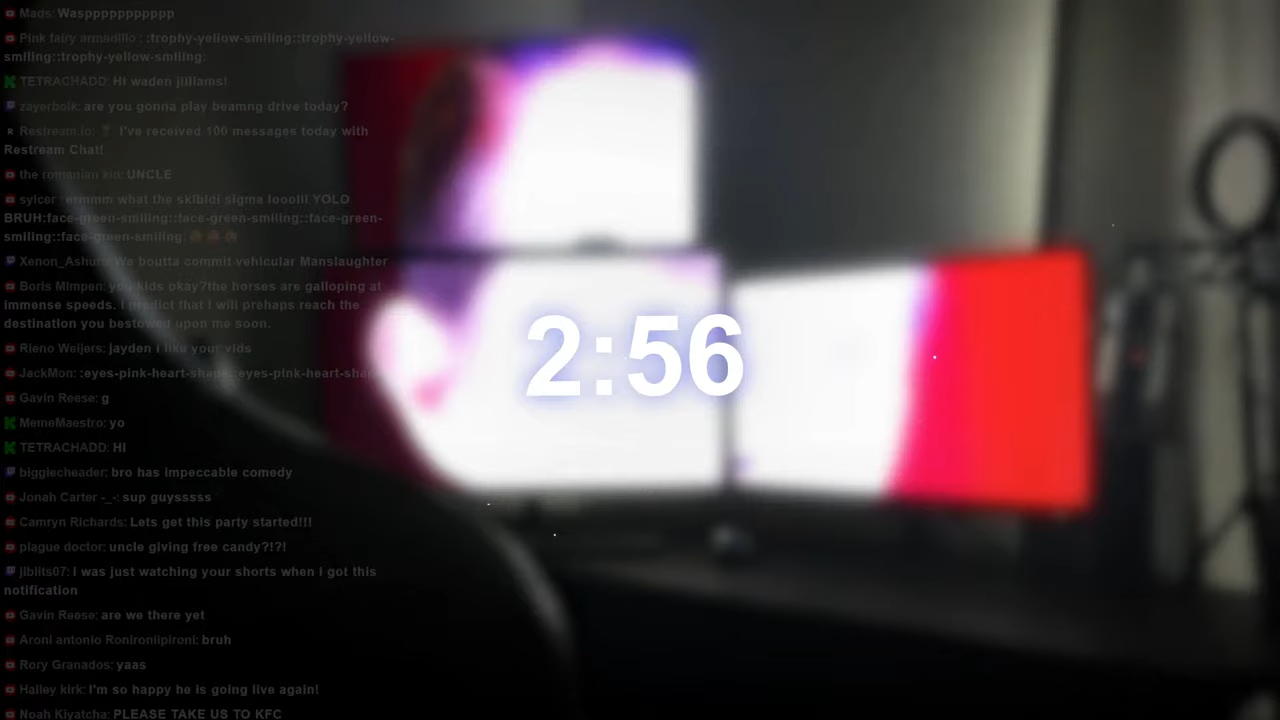 Mads: Wasppppppppppp
Pink fairy armadillo : :trophy-yellow-smiling::trophy-yellow-
smiling::trophy-yellow-smiling:
TETRACHADD: Hi waden jilliams!
zayerbolk: are you gonna play beamng drive today?
Restream.io: I've received 100 messages today with
Restream Chat!
the romanian kid: UNCLE
sylcer : ermmm what the skibidi sigma looolll YOLO
BRUH:face-green-smiling::face-green-smiling::face-green-
smiling::face-green-smiling:
Xenon_Ashura: We boutta commit vehicular Manslaughter
Boris Mimpen: you kids okay?the horses are galloping at
immense speeds. I predict that I will prehaps reach the
destination you bestowed upon me soon.
Rieno Weijers: jayden i like your vids
JackMon: :eyes-pink-heart-shape::eyes-pink-heart-shape:
Gavin Reese: g
MemeMaestro: yo
TETRACHADD: HI
biggiecheader: bro has impeccable comedy
Jonah Carter -_-: sup guysssss
Camryn Richards: Lets get this party started!!!
plague doctor: uncle giving free candy?!?!
jlblits07: I was just watching your shorts when i got this
notification
Gavin Reese: are we there yet
Aroni antonio Ronironiipironi: bruh
Rory Granados: yaas
Hailey kirk: I'm so happy he is going live again!
Noah Kiyatcha: PLEASE TAKE US TO KFC
2:56